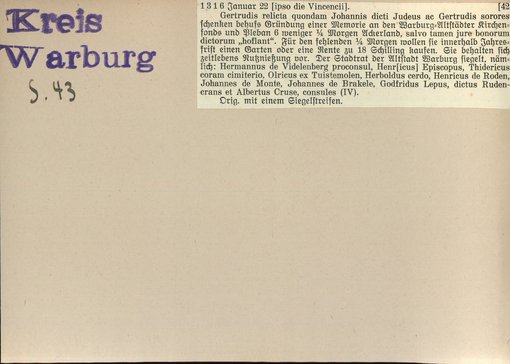 Kreis
Warburg
S. 43
1316 Januar 22 [ipso die Vincencii]. [42
Gertrudis relicta quondam Johannis dicti Judeus ac Gertrudis sorores
schenken behufs Gründung einer Memorie an den Warburg-Altstädter Kirchen-
fonds und Pleban 6 weniger ¼ Morgen Ackerland, salvo tamen jure bonorum
dictorum „hoflant“. Für den fehlenden ¼ Morgen wollen sie innerhalb Jahres-
frist einen Garten oder eine Rente zu 18 Schilling kaufen. Sie behalten sich
zeitlebens Nutznießung vor. Der Stadtrat der Altstadt Warburg siegelt, näm-
lich: Hermannus de Videlenberg proconsul, Henr[icus] Episcopus, Thidericus
coram cimiterio, Olricus ex Tuistemolen, Herboldus cerdo, Henricus de Roden,
Johannes de Monte, Johannes de Brakele, Godfridus Lepus, dictus Ruden-
crans et Albertus Cruse, consules (IV).
Orig. mit einem Siegelstreifen.